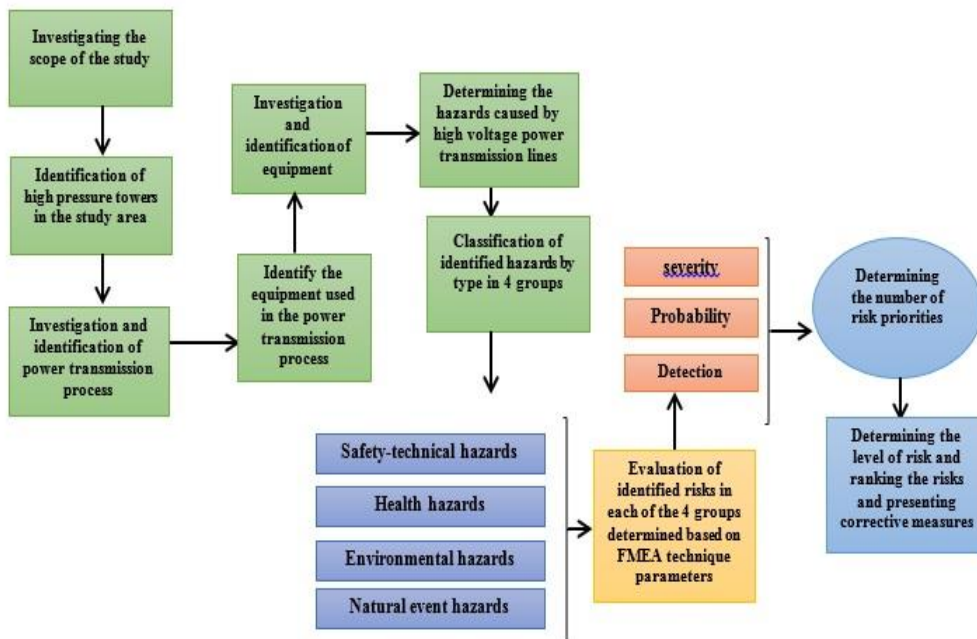 Investigating the
scope of the study
Identification of
high pressure towers
in the study area
Investigation and
identification of
power transmission
process
Identify the
equipment used
in the power
transmission
process
Investigation
and
identification of
equipment
Determining the
hazards caused by
high voltage power
transmission lines
Classification of
identified hazards by
type in 4 groups
Safety-technical hazards
Health hazards
Environmental hazards
Natural event hazards
Evaluation of
identified risks in
each of the 4 groups
determined based on
FMEA technique
parameters
severity
Probability
Detection
Determining
the number of
risk priorities
Determining the
level of risk and
ranking the risks
and presenting
corrective measures